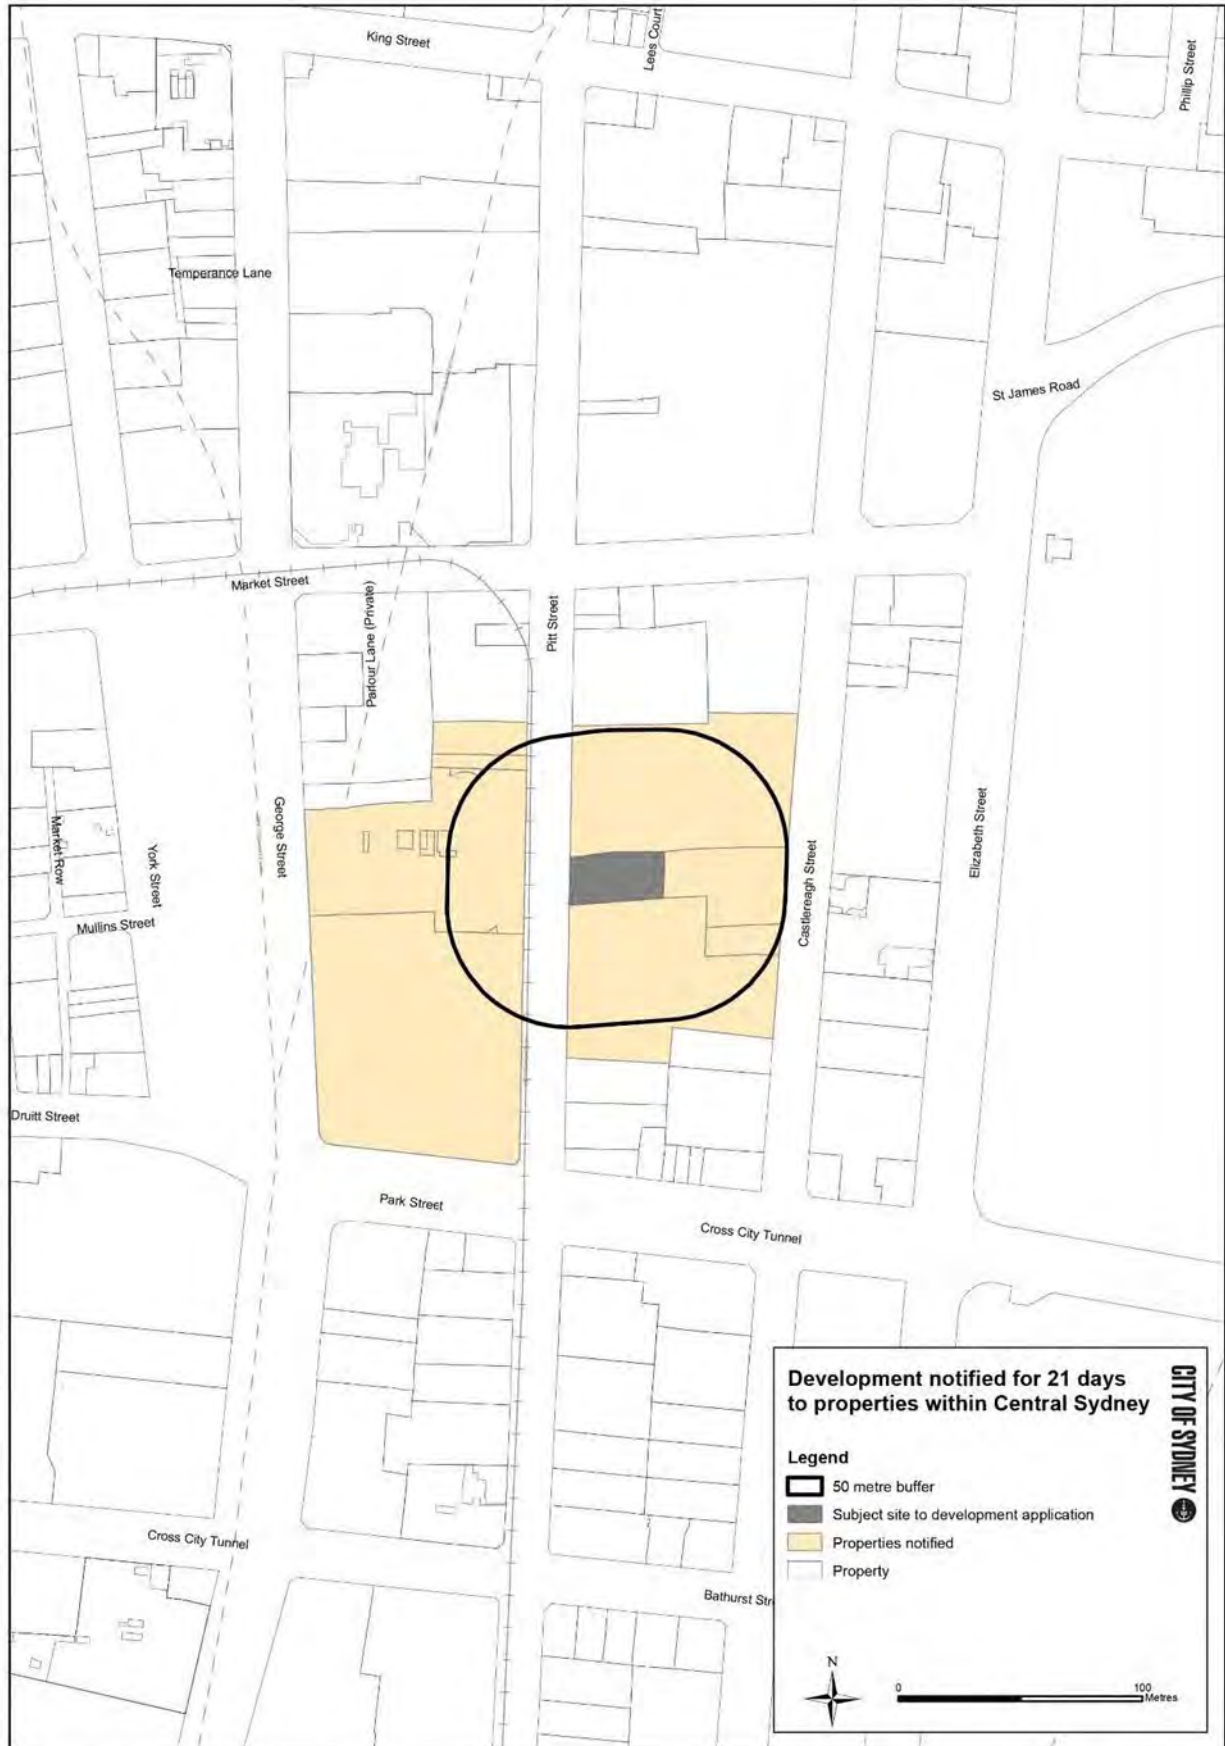 King Street
Lees Court
Phillip Street
Temperance Lane
St James Road
Market Street
Parlour Lane (Private)
Pitt Street
George Street
Castlereagh Street
Elizabeth Street
Market Row
York Street
Mullins Street
Druitt Street
Park Street
Cross City Tunnel
Cross City Tunnel
Bathurst Str
Development notified for 21 days
to properties within Central Sydney
CITY OF SYDNEY
Legend
50 metre buffer
Subject site to development application
Properties notified
Property
N
0
100
Metres